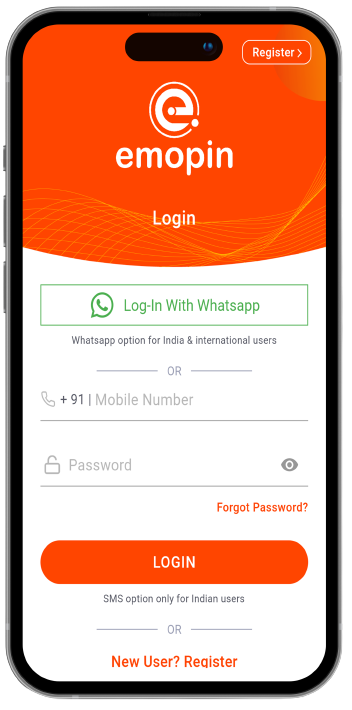 Register >
emopin
Login
Log-In With Whatsapp
Whatsapp option for India & international users
OR
+ 91 | Mobile Number
Password
Forgot Password?
LOGIN
SMS option only for Indian users
OR
New User? Register